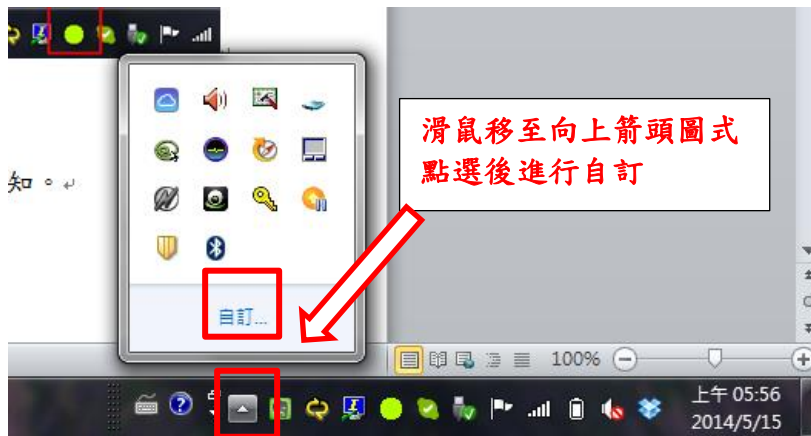 滑鼠移至向上箭頭圖式
點選後進行自訂
知。
自訂...
100%
上午 05:56
2014/5/15